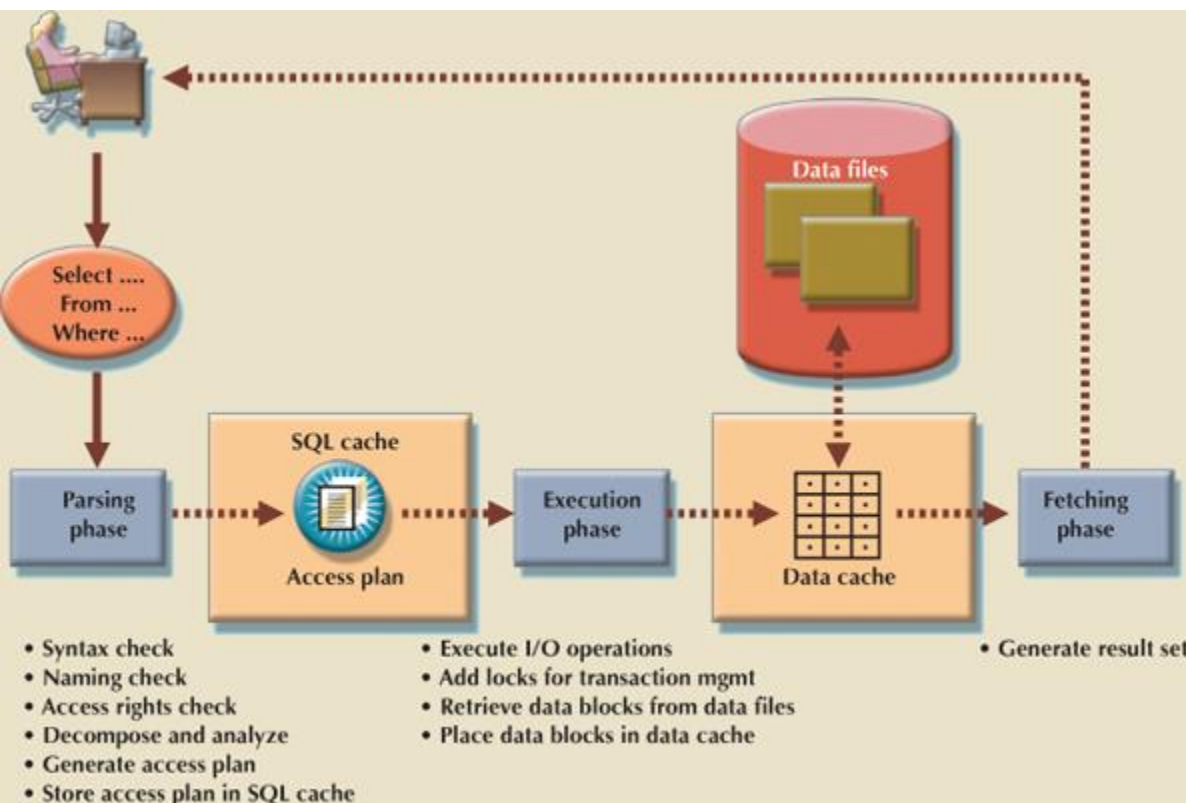 Data files
Select ....
From ...
Where ...
SQL cache
Parsing
phase
Access plan
Execution
phase
Data cache
Fetching
phase
• Syntax check
• Naming check
• Access rights check
• Decompose and analyze
• Generate access plan
• Store access plan in SQL cache
• Execute I/O operations
• Add locks for transaction mgmt
• Retrieve data blocks from data files
• Place data blocks in data cache
• Generate result set